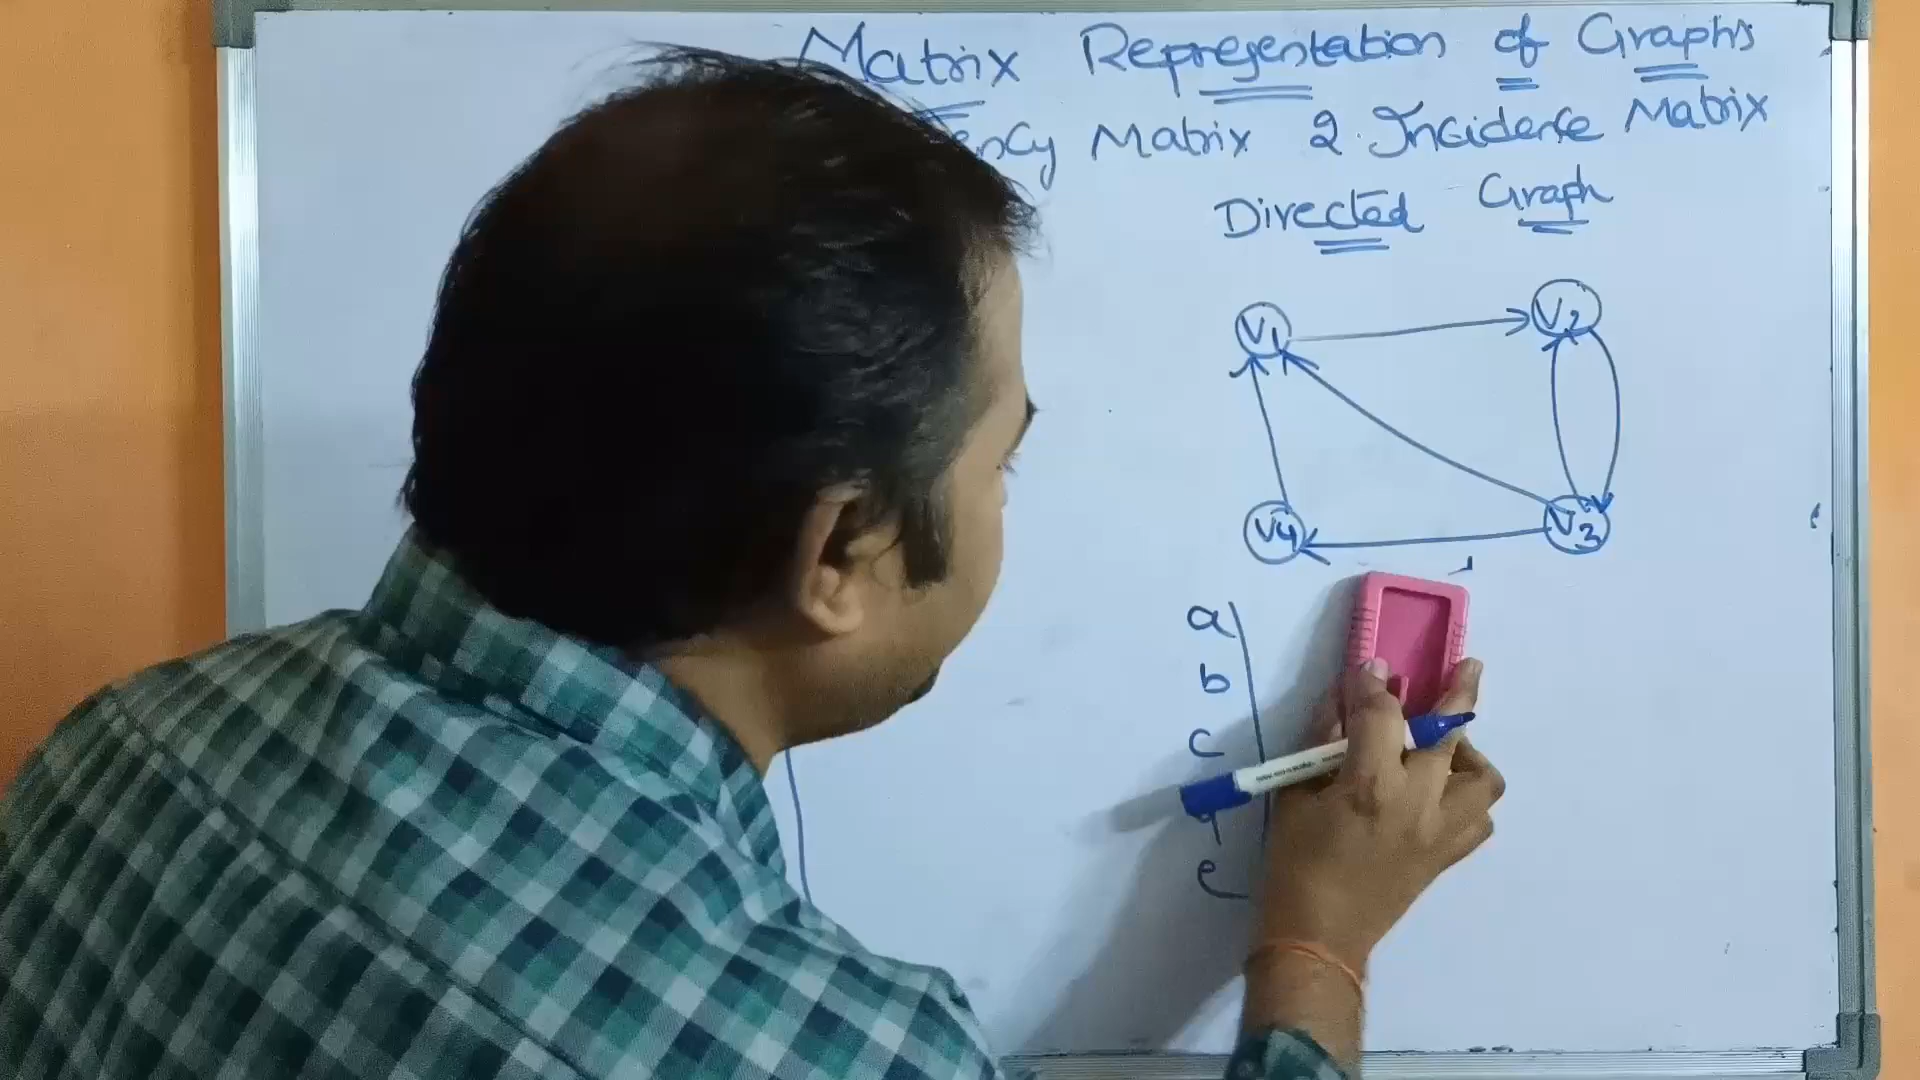 Matrix Representation of Graphs
Matrix 2. Incidence Matrix
Directed Graph
V1 V2
V4 V3
a
b
c
e